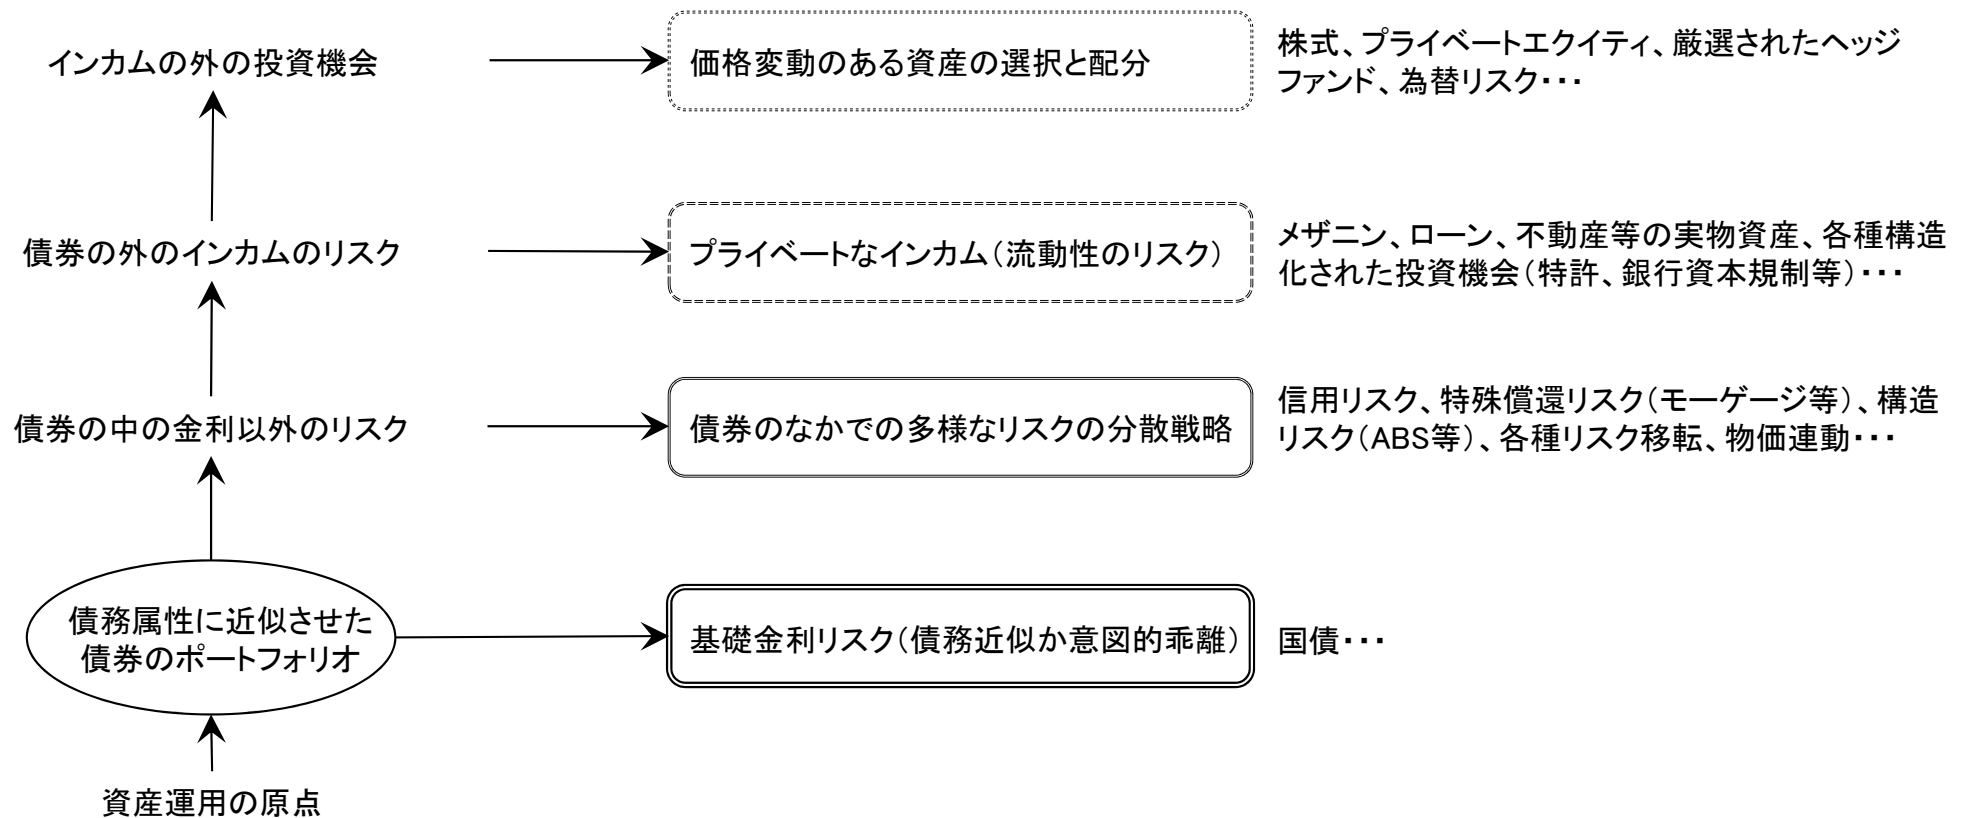 インカムの外の投資機会
価格変動のある資産の選択と配分
株式、プライベートエクイティ、厳選されたヘッジ
ファンド、為替リスク・・・
債券の外のインカムのリスク
プライベートなインカム（流動性のリスク）
メザニン、ローン、不動産等の実物資産、各種構造
化された投資機会（特許、銀行資本規制等）・・・
債券の中の金利以外のリスク
債券のなかでの多様なリスクの分散戦略
信用リスク、特殊償還リスク（モーゲージ等）、構造
リスク（ABS等）、各種リスク移転、物価連動・・・
債務属性に近似させた
債券のポートフォリオ
基礎金利リスク（債務近似か意図的乖離）
国債・・・
資産運用の原点